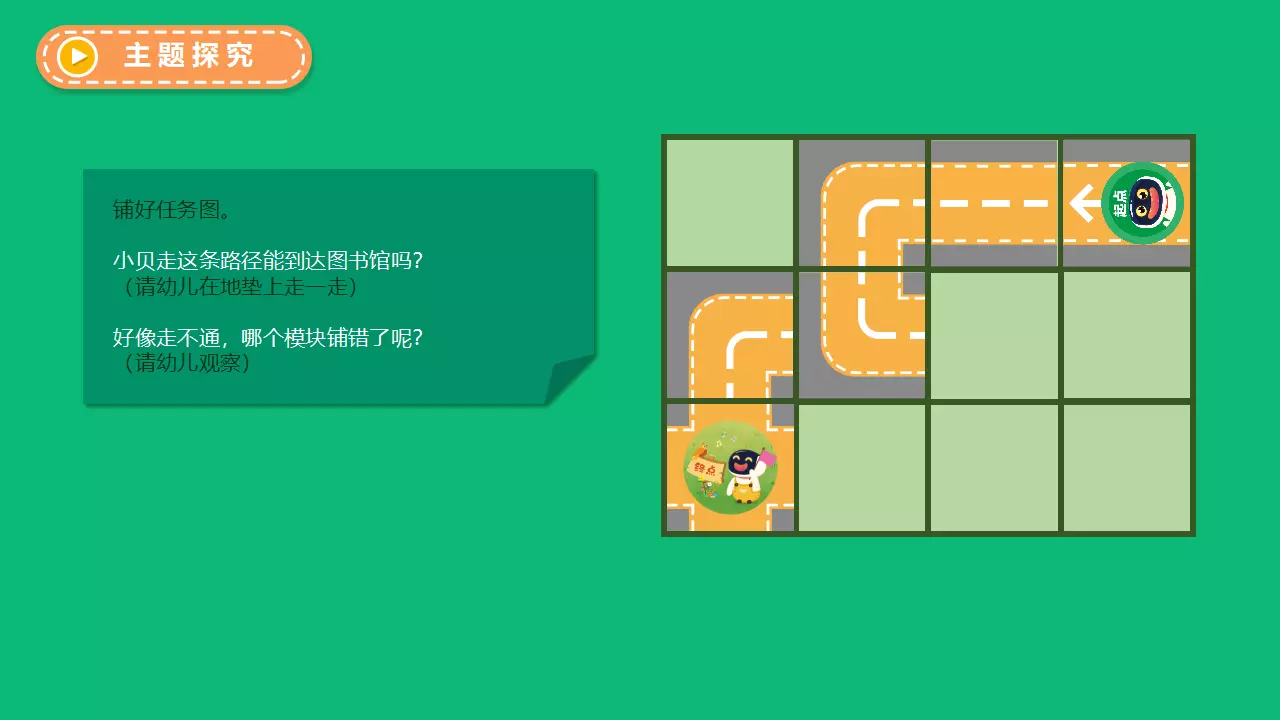 主题探究
铺好任务图。
小贝走这条路径能到达图书馆吗?
（请幼儿在地垫上走一走）
好像走不通，哪个模块铺错了呢?
（请幼儿观察）
起点
终点